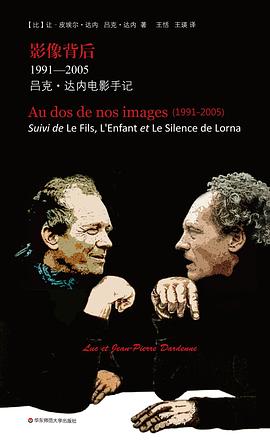 【比】让-皮埃尔•达内 吕克•达内 著 王恬 王瑛 译
影像背后
1991—2005
吕克•达内电影手记
Au dos de nos images (1991-2005)
Suivi de Le Fils, L'Enfant et Le Silence de Lorna
Luc et Jean-Pierre Dardenne
华东师范大学出版社